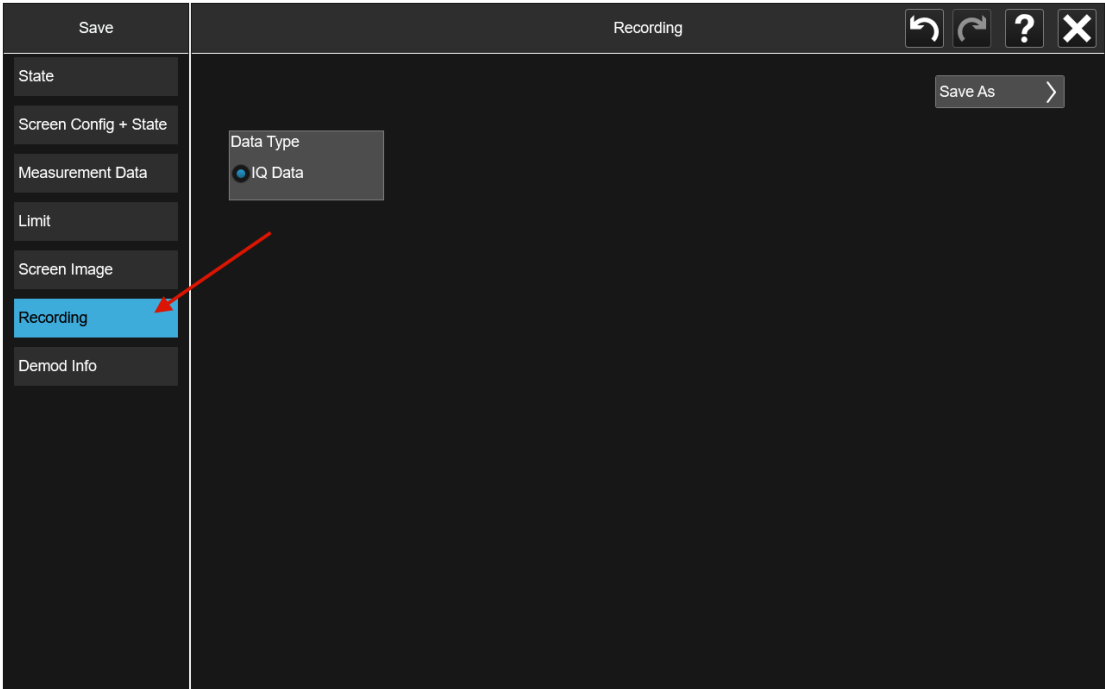 Save
Recording
?
State
Screen Config + State
Measurement Data
Limit
Screen Image
Recording
Demod Info
Save As
Data Type
IQ Data